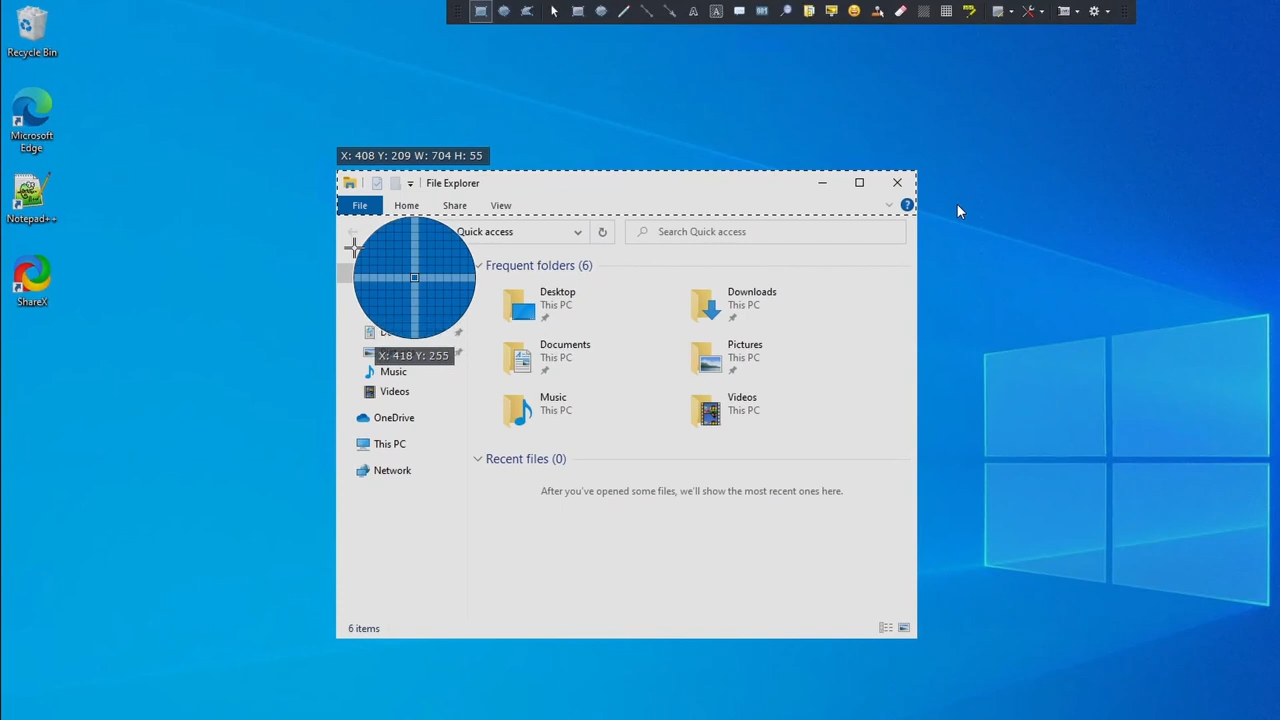 Recycle Bin
Microsoft
Edge
Notepad++
ShareX
X: 408 Y: 209 W: 704 H: 55
File Explorer
File
Home
Share
View
Quick access
Search Quick access
Frequent folders (6)
Desktop
This PC
Downloads
This PC
Documents
This PC
Pictures
This PC
Music
This PC
Videos
This PC
X: 418 Y: 255
Music
Videos
OneDrive
This PC
Network
Recent files (0)
After you've opened some files, we'll show the most recent ones here.
6 items